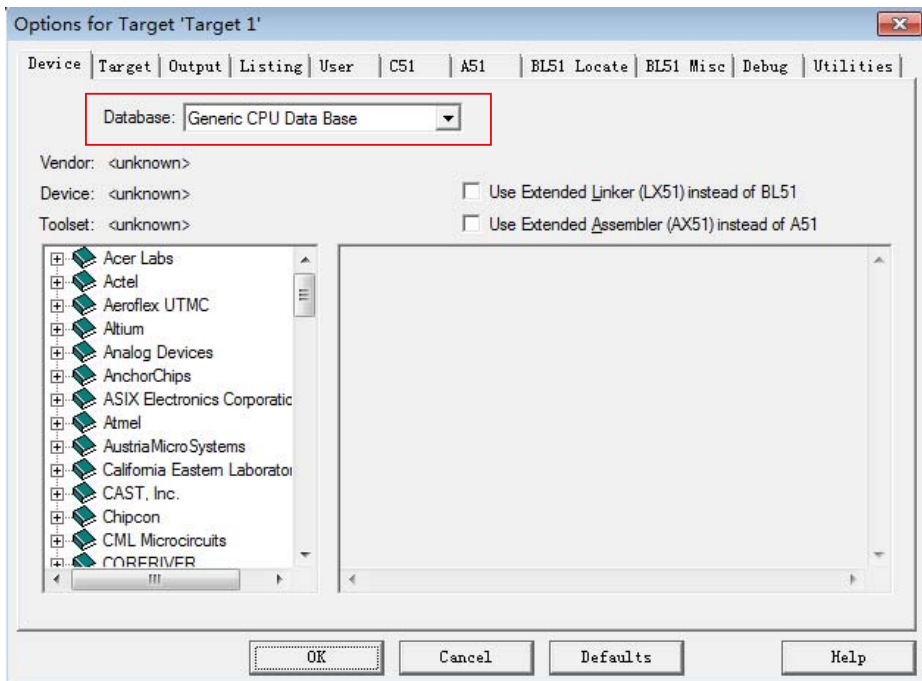 Options for Target 'Target 1'
Device Target Output Listing User C51 A51 BL51 Locate BL51 Misc Debug Utilities
Database: Generic CPU Data Base
Vendor: <unknown>
Device: <unknown>
Use Extended Linker (LX51) instead of BL51
Toolset: <unknown>
Use Extended Assembler (AX51) instead of A51
Acer Labs
Actel
Aeroflex UTMC
Altium
Analog Devices
AnchorChips
ASIX Electronics Corporatic
Atmel
AustriaMicroSystems
California Eastern Laborator
CAST, Inc.
Chipcon
CML Microcircuits
CORERIVER
OK Cancel Defaults Help